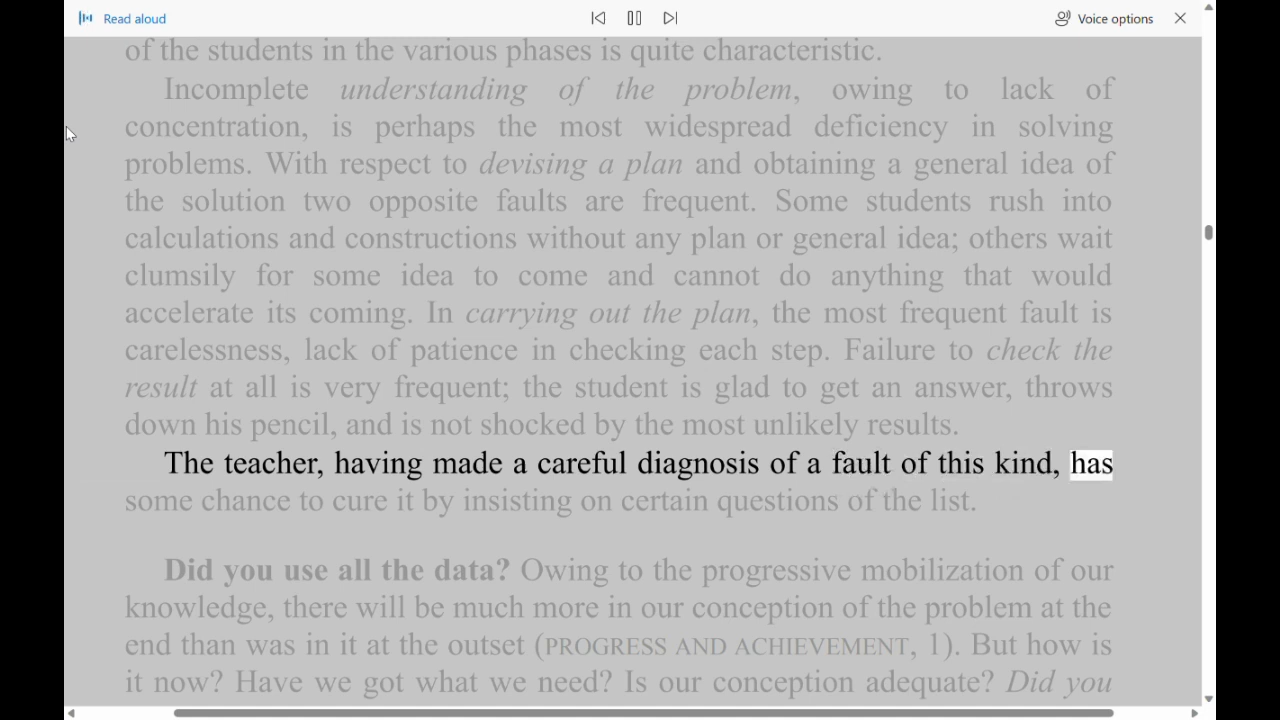 Read aloud
Voice options
of the students in the various phases is quite characteristic.
Incomplete understanding of the problem, owing to lack of
concentration, is perhaps the most widespread deficiency in solving
problems. With respect to devising a plan and obtaining a general idea of
the solution two opposite faults are frequent. Some students rush into
calculations and constructions without any plan or general idea; others wait
clumsily for some idea to come and cannot do anything that would
accelerate its coming. In carrying out the plan, the most frequent fault is
carelessness, lack of patience in checking each step. Failure to check the
result at all is very frequent; the student is glad to get an answer, throws
down his pencil, and is not shocked by the most unlikely results.
The teacher, having made a careful diagnosis of a fault of this kind, has
some chance to cure it by insisting on certain questions of the list.
Did you use all the data? Owing to the progressive mobilization of our
knowledge, there will be much more in our conception of the problem at the
end than was in it at the outset (PROGRESS AND ACHIEVEMENT, 1). But how is
it now? Have we got what we need? Is our conception adequate? Did you